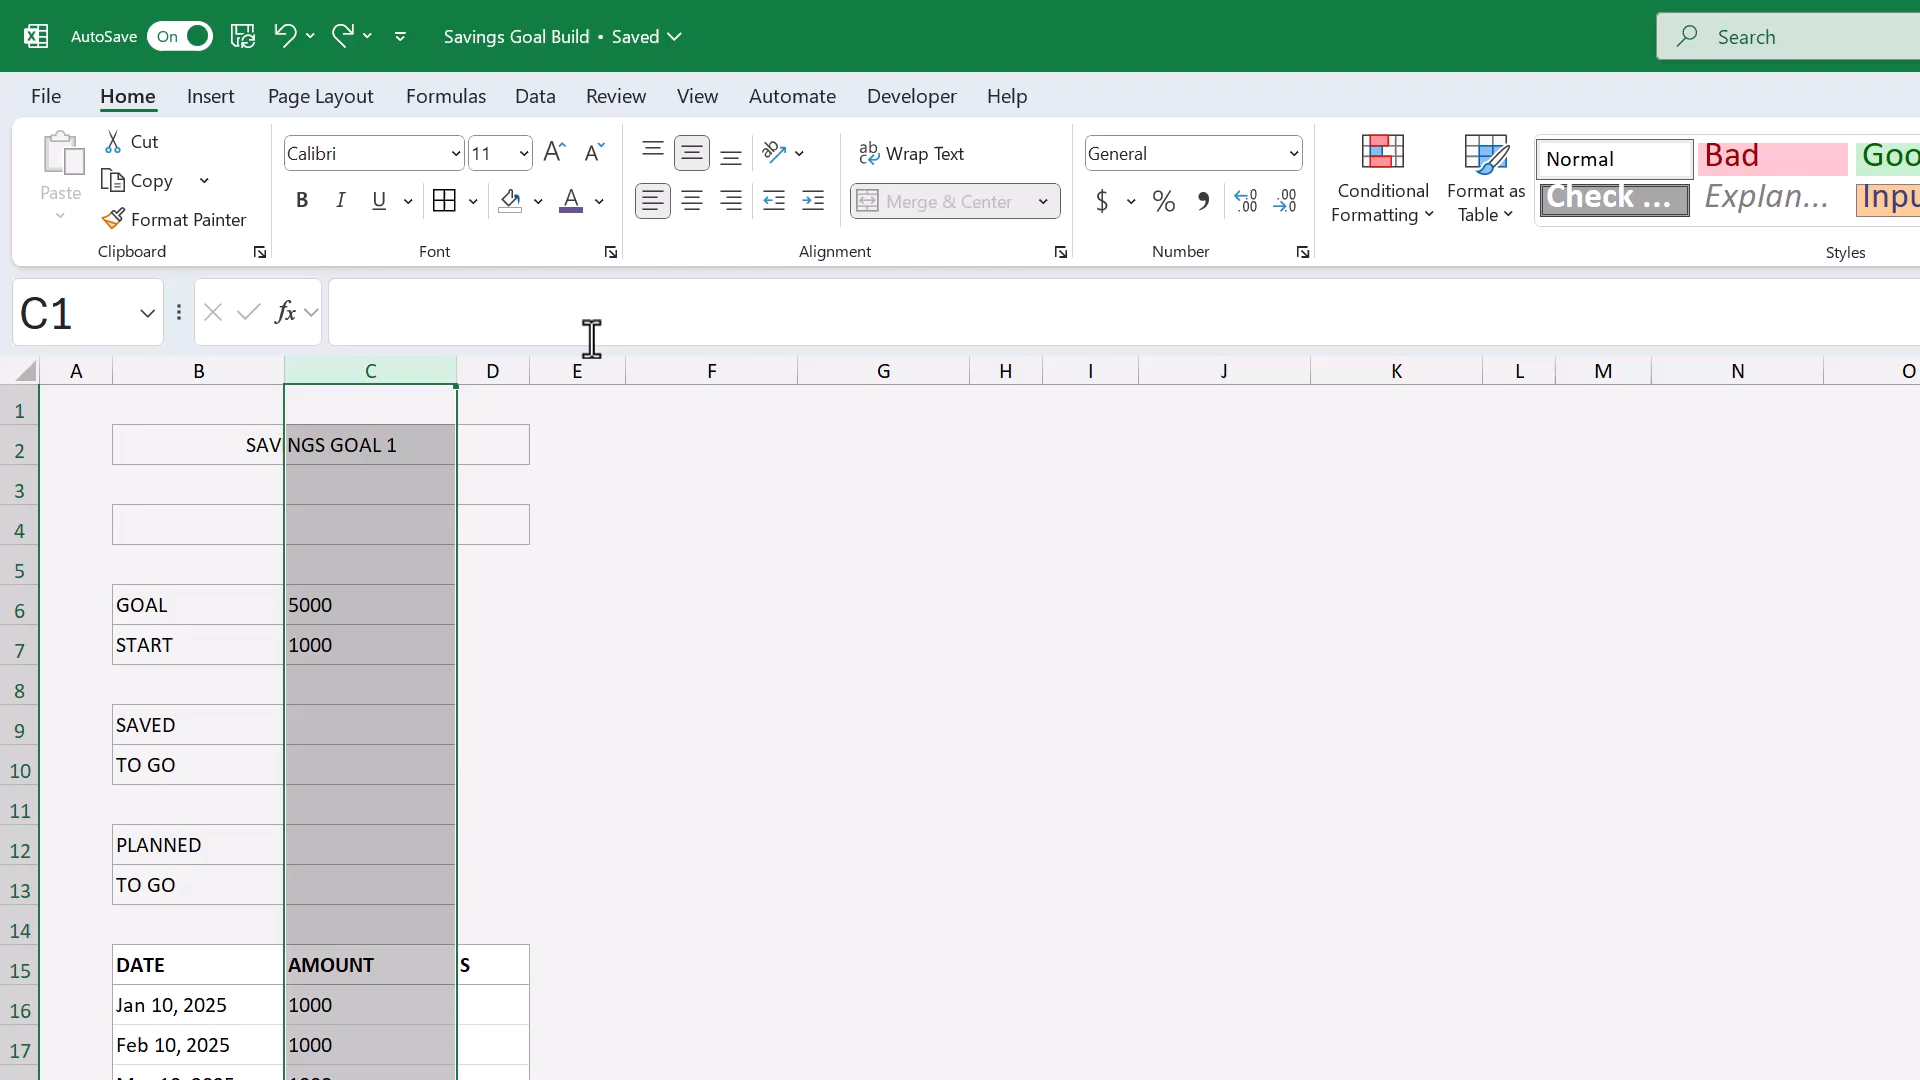 AutoSave On Savings Goal Build • Saved Search
File Home Insert Page Layout Formulas Data Review View Automate Developer Help
Paste Cut Copy Format Painter
Clipboard
Calibri 11
B I U A
Font
Wrap Text
Merge & Center
Alignment
General
$ % 9 .00 .00
Number
Conditional Formatting
Format as Table
Normal Bad Goo
Check ... Explan... Inpu
Styles
C1 fx
A B C D E F G H I J K L M N O
1
2 SAVINGS GOAL 1
3
4
5
6 GOAL 5000
7 START 1000
8
9 SAVED
10 TO GO
11
12 PLANNED
13 TO GO
14
15 DATE AMOUNT S
16 Jan 10, 2025 1000
17 Feb 10, 2025 1000